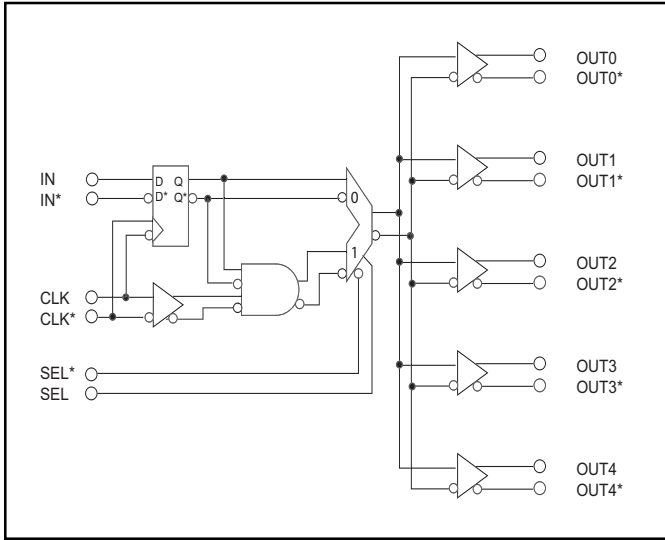 OUT0
OUT0*
OUT1
OUT1*
IN
IN*
D Q
D* Q*
0
1
OUT2
OUT2*
CLK
CLK*
SEL*
SEL
OUT3
OUT3*
OUT4
OUT4*